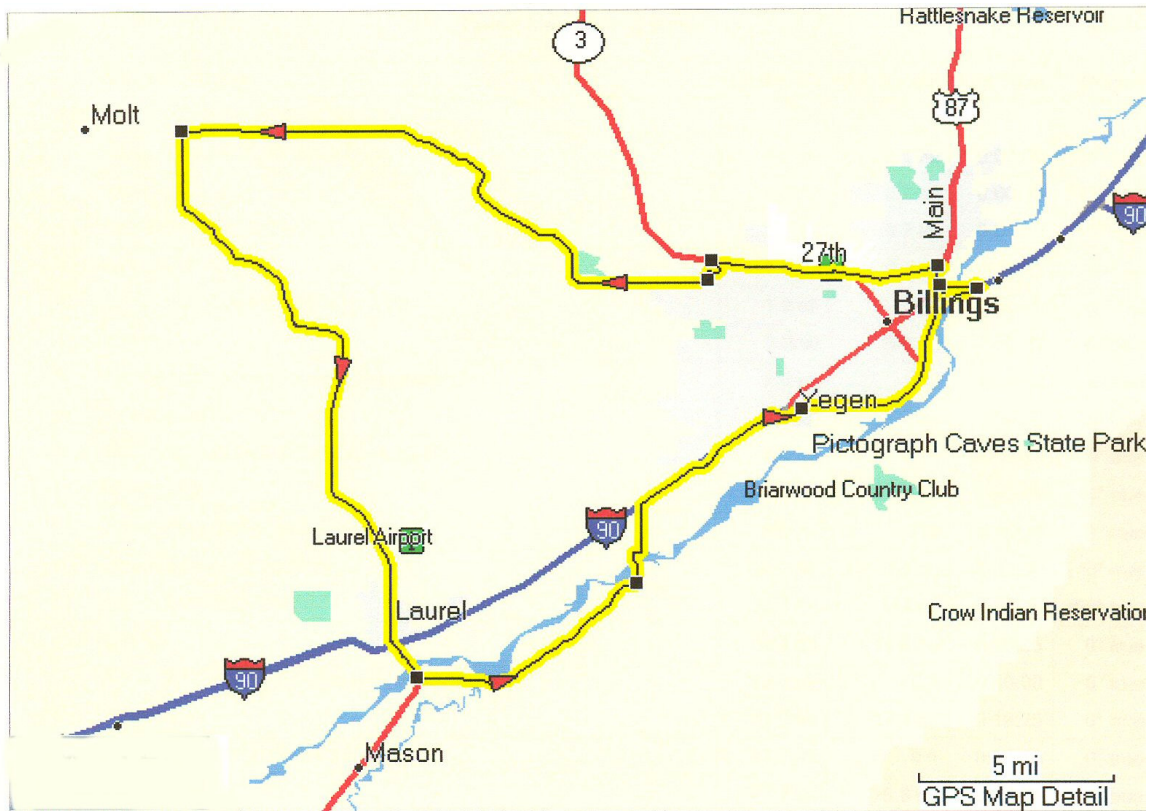 Rattlesnake Reservoir
3
Molt
87
Main
90
27th
Billings
Yegen
Pictograph Caves State Park
Briarwood Country Club
90
Laurel Airport
Laurel
Crow Indian Reservation
90
Mason
5 mi
GPS Map Detail